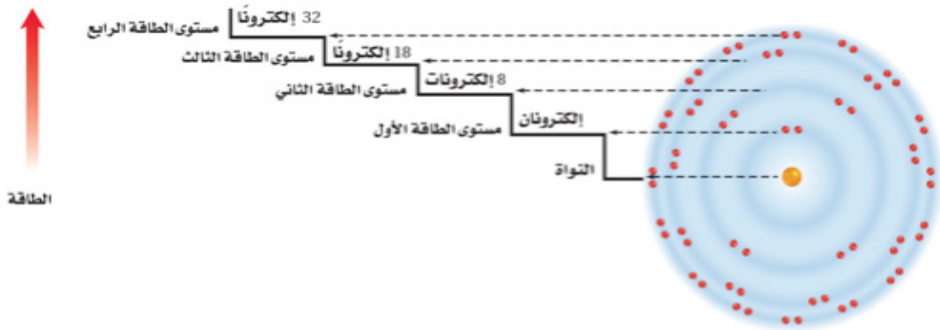 32 إلكترونًا
مستوى الطاقة الرابع
18 إلكترونًا
مستوى الطاقة الثالث
8 إلكترونات
مستوى الطاقة الثاني
إلكترونان
مستوى الطاقة الأول
النواة
الطاقة